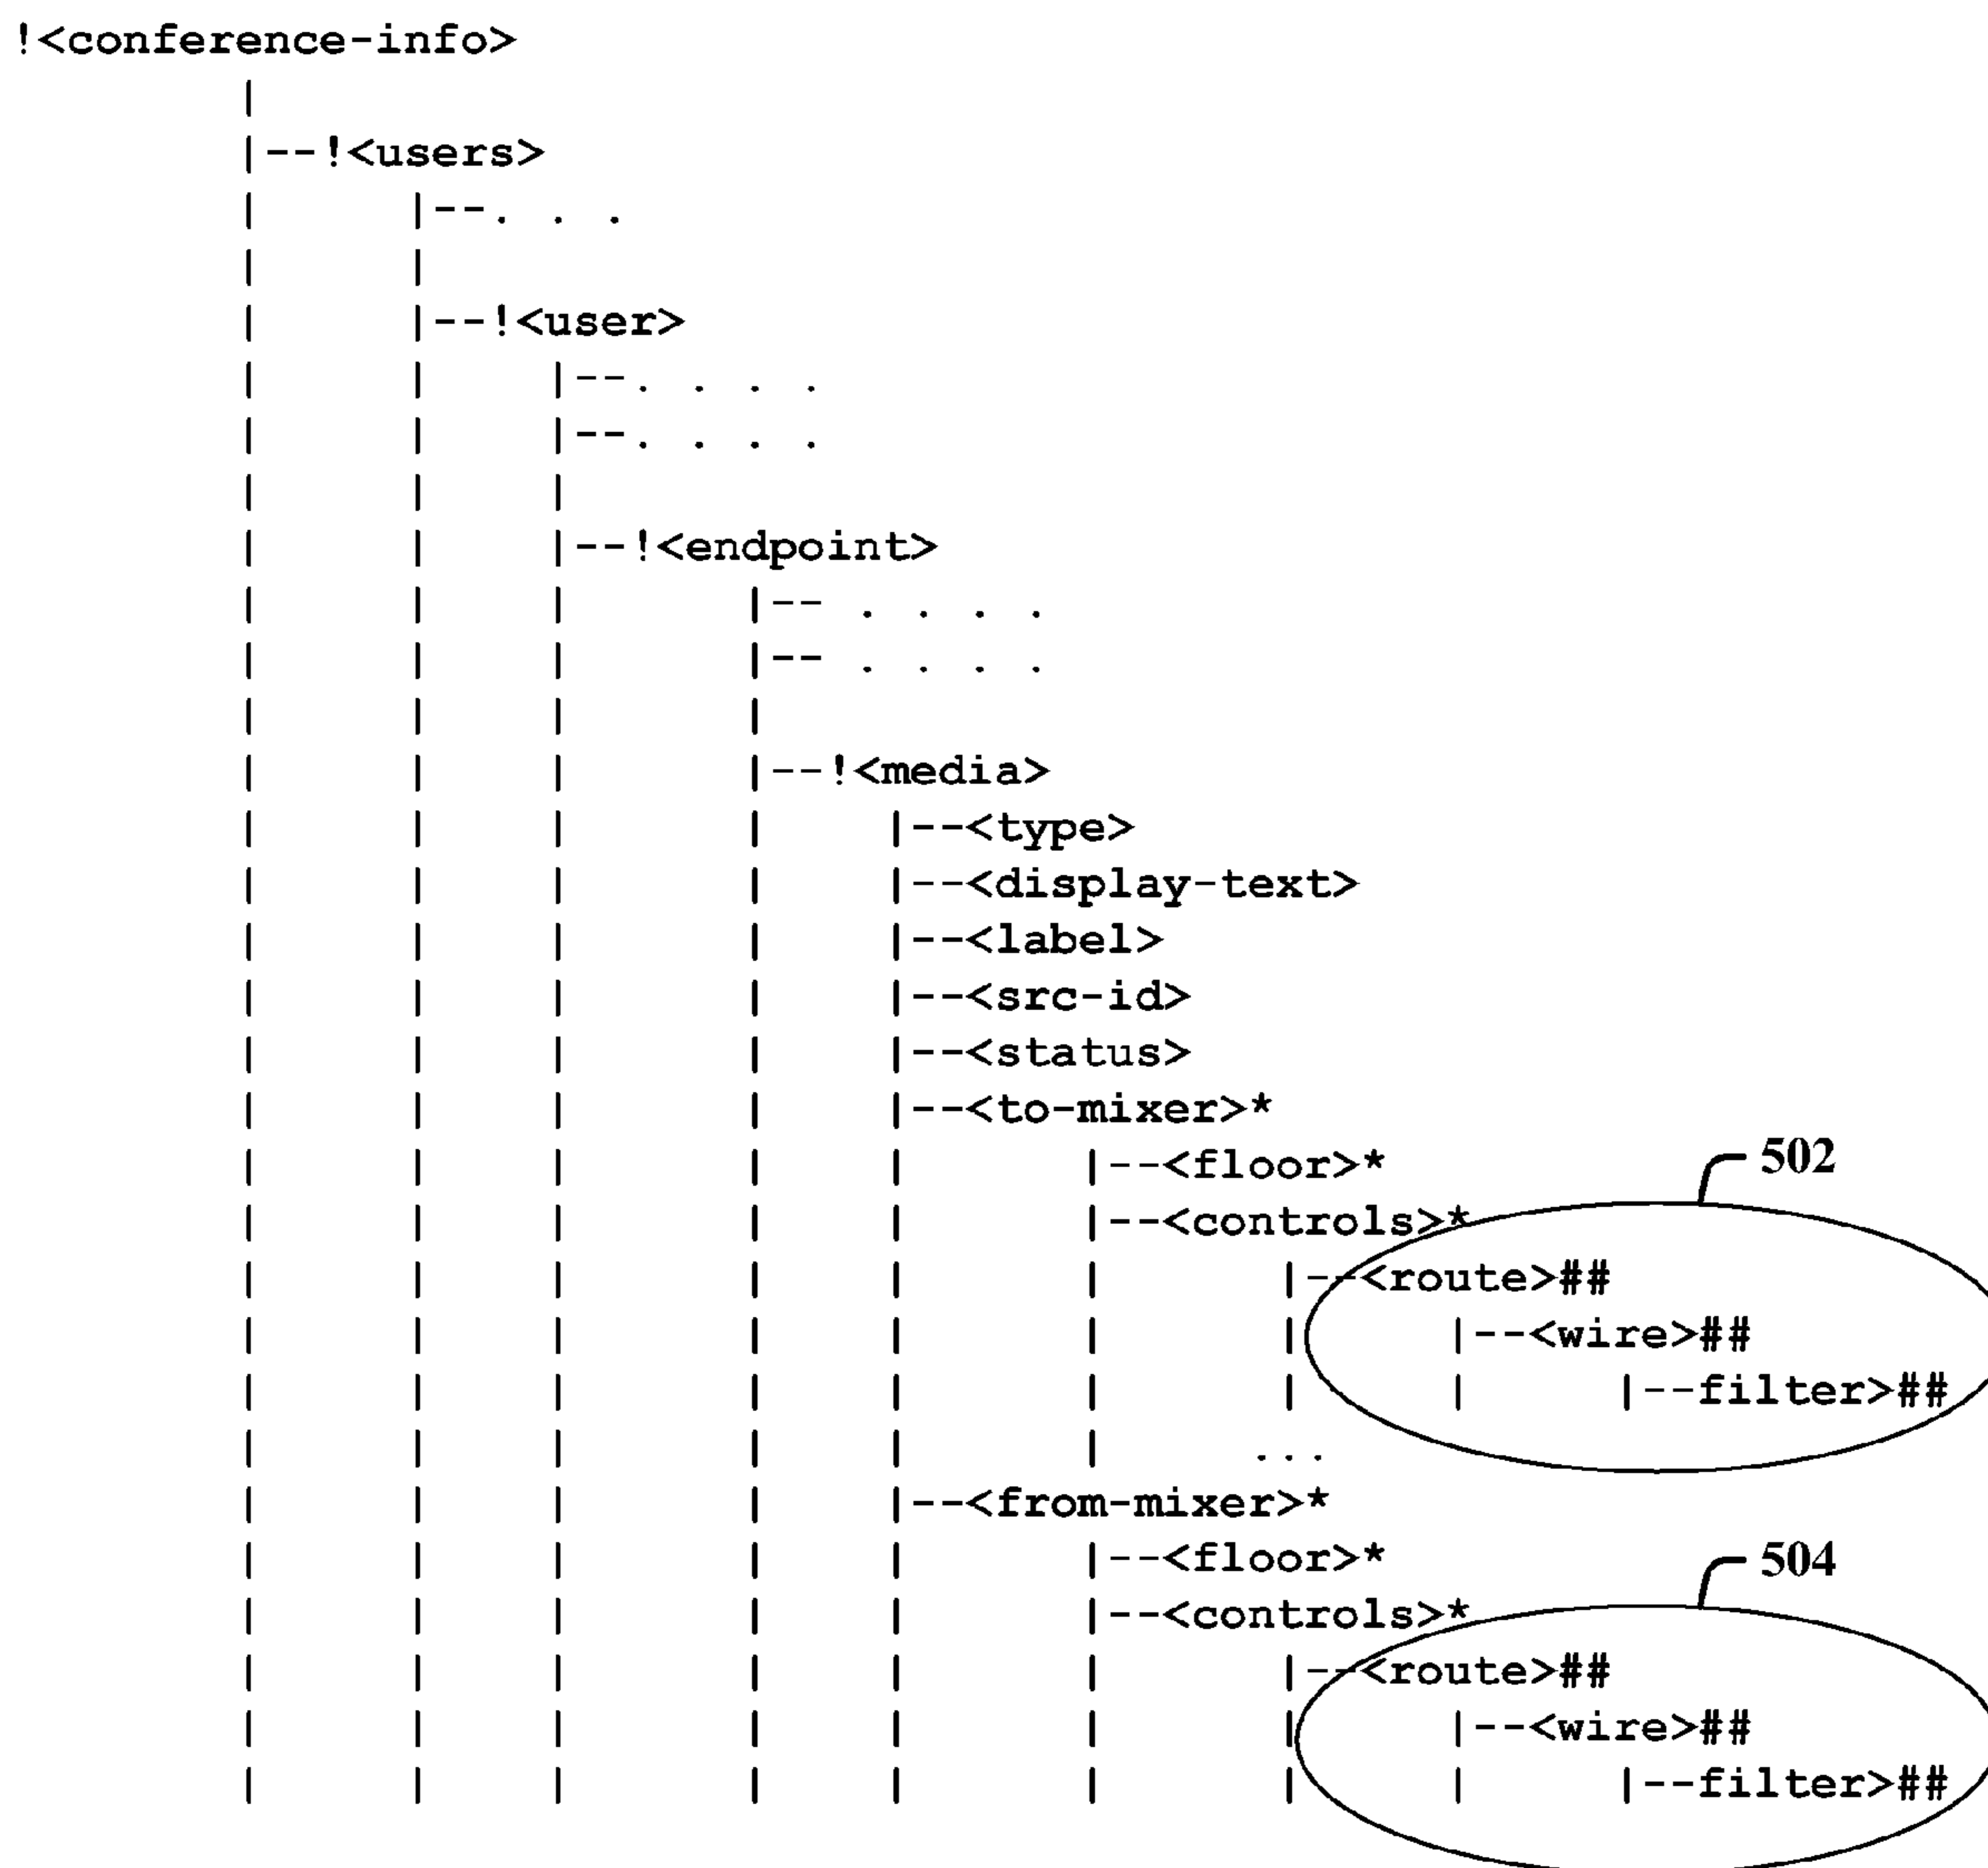 !<conference-info>
|
|--!<users>
| |--. . .
| |
| |--!<user>
| | |--. . . .
| | |--. . . .
| | |
| | |--!<endpoint>
| | | |-- . . . .
| | | |-- . . . .
| | | |
| | | |--!<media>
| | | | |--<type>
| | | | |--<display-text>
| | | | |--<label>
| | | | |--<src-id>
| | | | |--<status>
| | | | |--<to-mixer>*
| | | | | |--<floor>* 502
| | | | | |--<controls>*
| | | | | | |--<route>##
| | | | | | | |--<wire>##
| | | | | | | | |--filter>##
| | | | | | ...
| | | | |--<from-mixer>*
| | | | | |--<floor>* 504
| | | | | |--<controls>*
| | | | | | |--<route>##
| | | | | | | |--<wire>##
| | | | | | | | |--filter>##